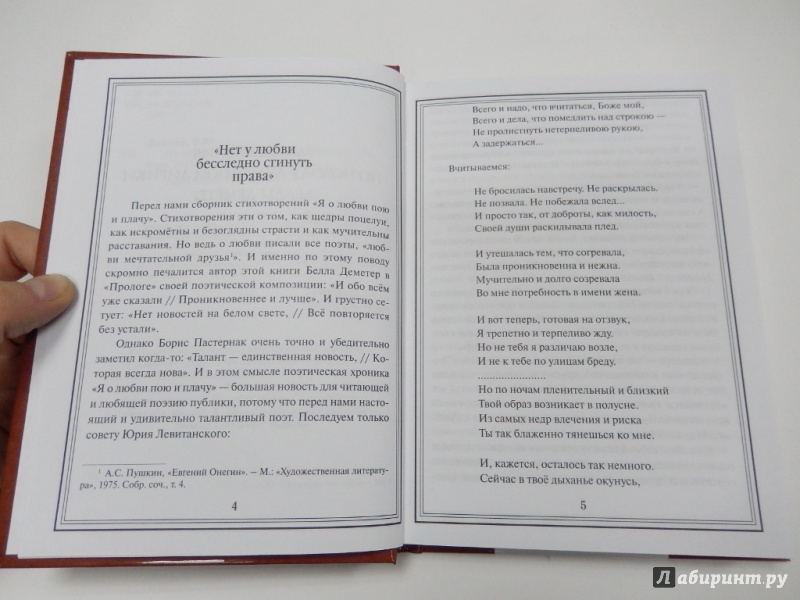 «Нет у любви
бесследно сгинуть
права»
Перед нами сборник стихотворений «Я о любви пою
и плачу». Стихотворения эти о том, как щедры поцелуи,
как искромётны и безоглядны страсти и как мучительны
расставания. Но ведь о любви писали все поэты, «люб-
ви мечтательной друзья¹». И именно по этому поводу
скромно печалится автор этой книги Белла Деметер в
«Прологе» своей поэтической композиции: «И обо всём
уже сказали // Проникновеннее и лучше». И грустно се-
тует: «Нет новостей на белом свете, // Всё повторяется
без устали».
Однако Борис Пастернак очень точно и убедительно
заметил когда-то: «Талант — единственная новость, // Ко-
торая всегда нова». И в этом смысле поэтическая хроника
«Я о любви пою и плачу» — большая новость для читающей
и любящей поэзию публики, потому что перед нами насто-
ящий и удивительно талантливый поэт. Последуем только
совету Юрия Левитанского:
¹ А.С. Пушкин, «Евгений Онегин». – М.: «Художественная литерату-
ра», 1975. Собр. соч., т. 4.
4
Всего и надо, что вчитаться, Боже мой,
Всего и дела, что помедлить над строкою —
Не пролистнуть нетерпеливою рукою,
А задержаться...
Вчитываемся:
Не бросилась навстречу. Не раскрылась.
Не позвала. Не побежала вслед...
И просто так, от доброты, как милость,
Своей души раскидывала плед.
И утешалась тем, что согревала,
Была проникновенна и нежна.
Мучительно и долго созревала
Во мне потребность в имени жена.
И вот теперь, готовая на отзвук,
Я трепетно и терпеливо жду.
Но не тебя я различаю возле,
И не к тебе по улицам бреду.
........................
Но по ночам пленительный и близкий
Твой образ возникает в полусне.
Из самых недр влечения и риска
Ты так блаженно тянешься ко мне.
И, кажется, осталось так немного.
Сейчас в твоё дыханье окунусь,
5
Лабиринт.ру